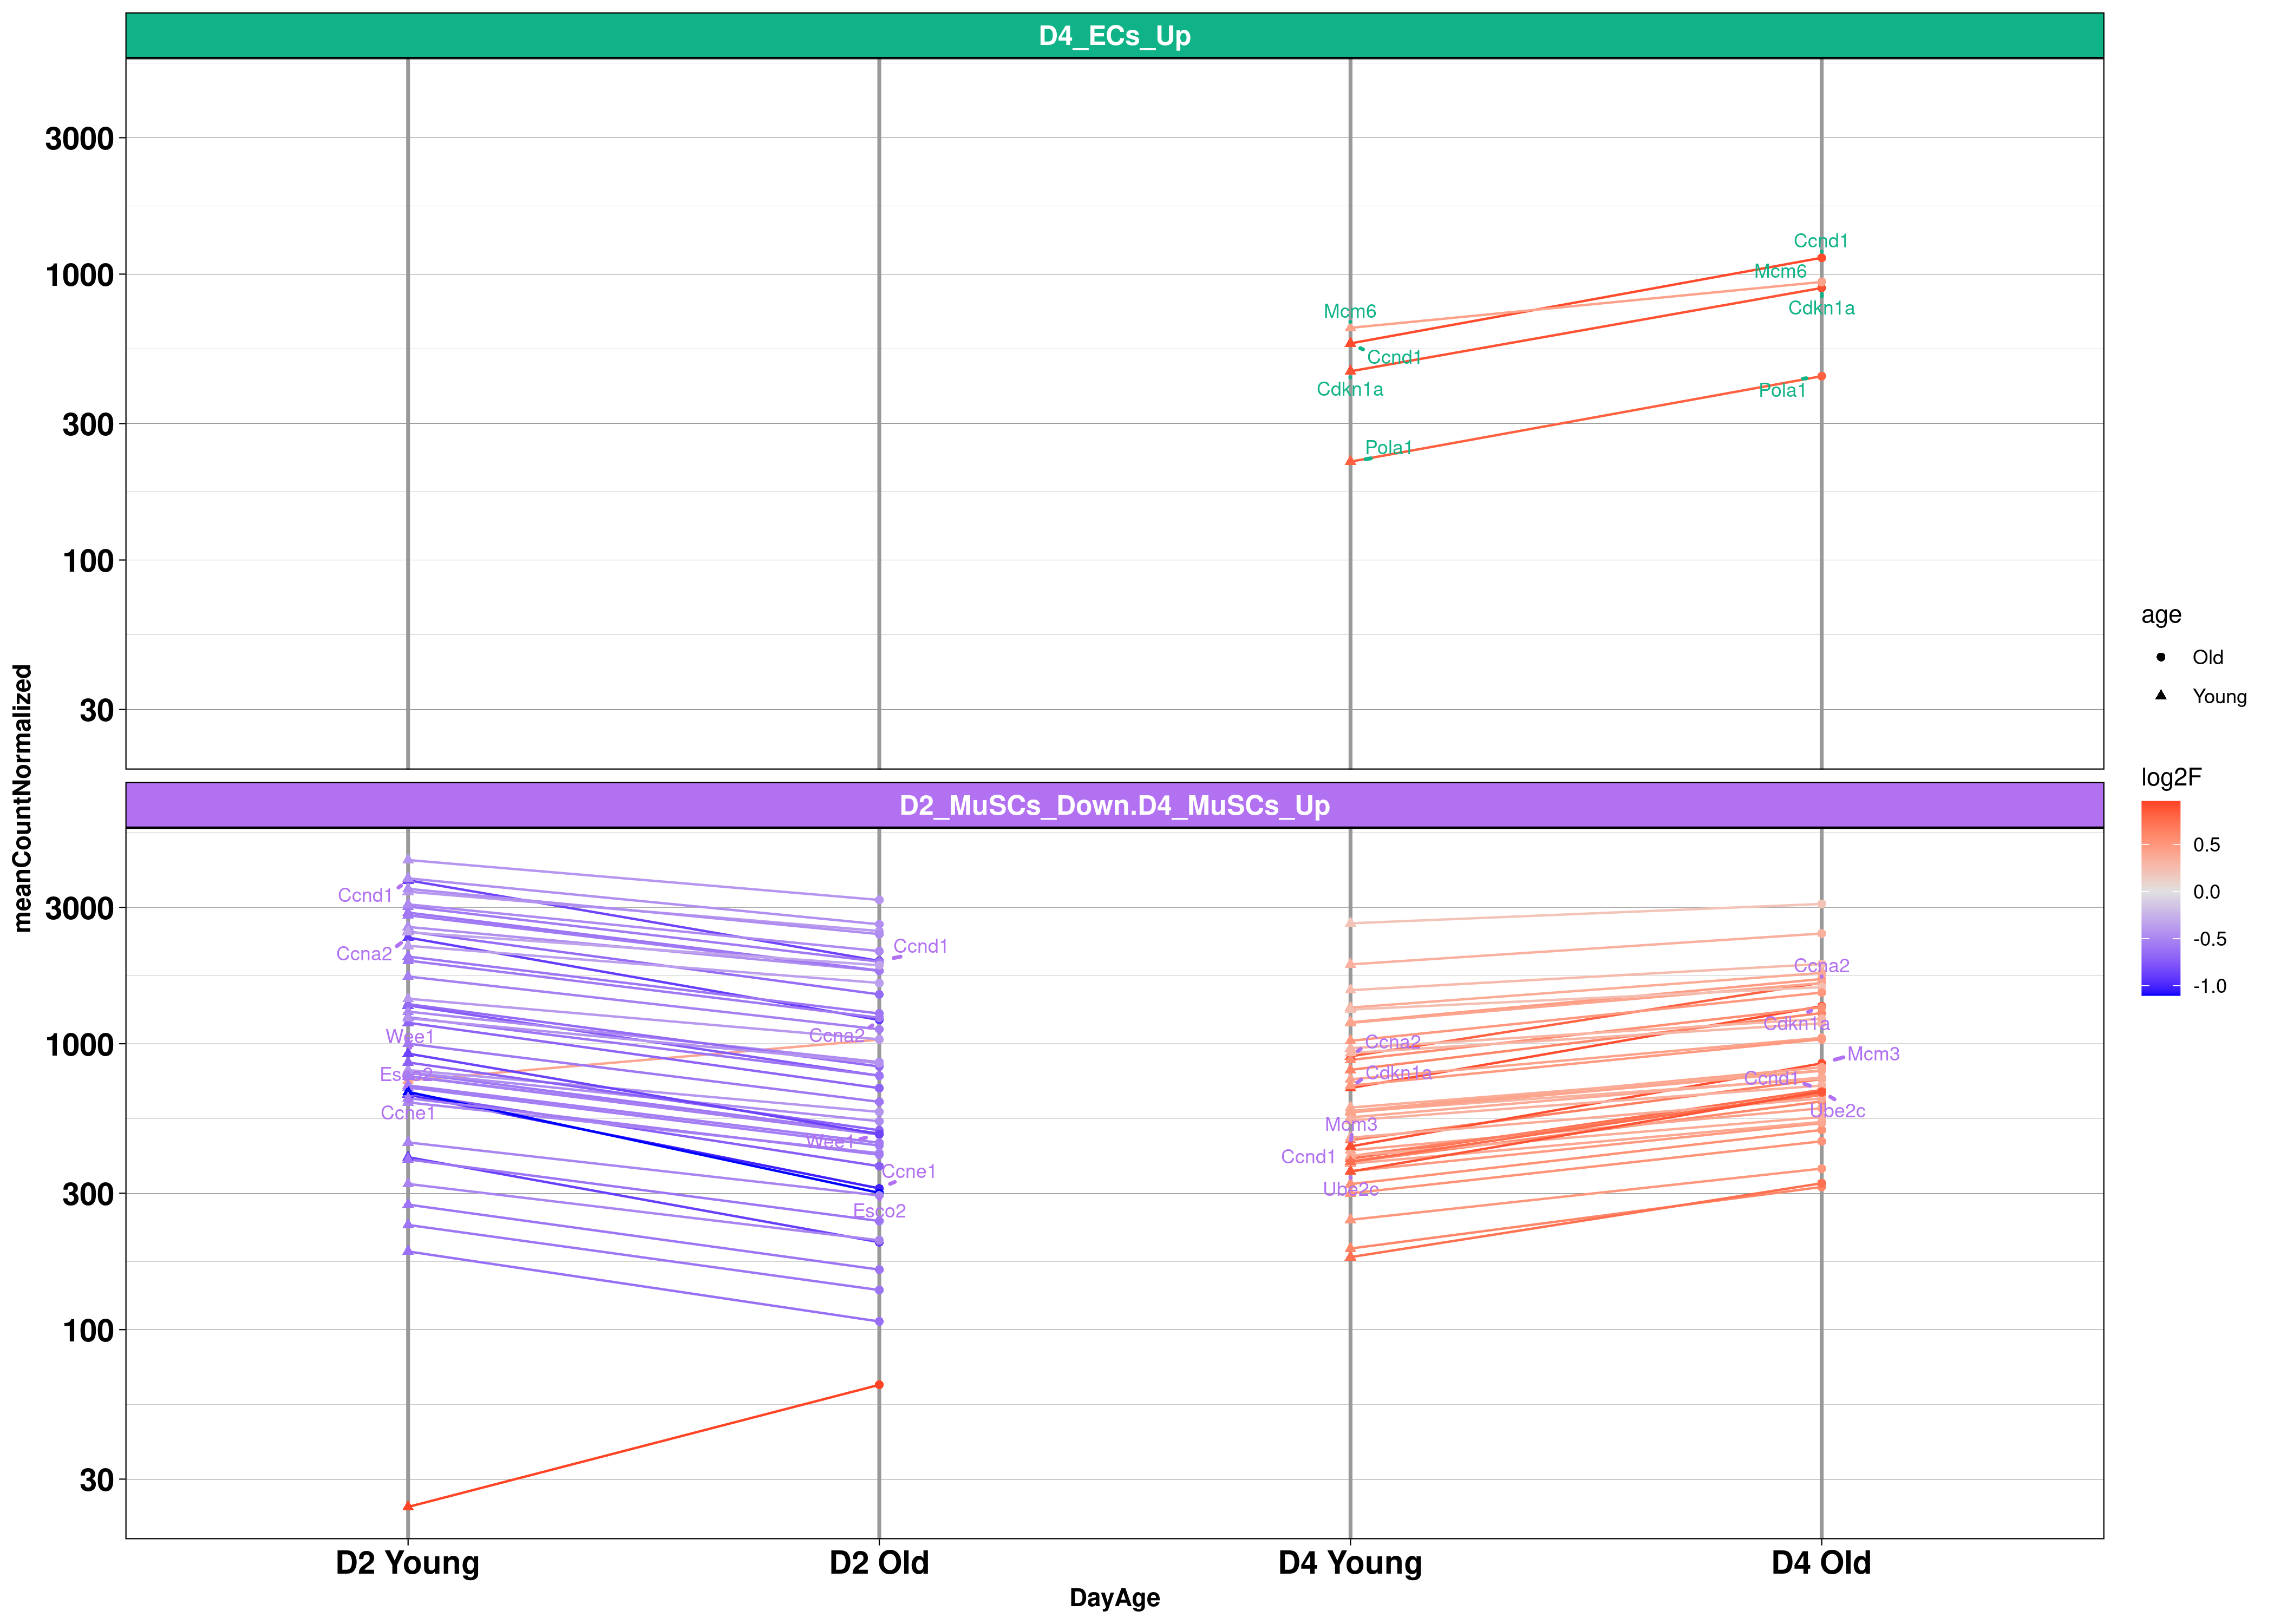 D4_ECs_Up
3000
1000
300
100
30
Ccnd1
Mcm6
Cdkn1a
Mcm6
Ccnd1
Cdkn1a
Pola1
Pola1
meanCountNormalized
D2_MuSCs_Down.D4_MuSCs_Up
3000
1000
300
100
30
Ccnd1
Ccna2
Wee1
Esco2
Ccne1
Ccnd1
Ccna2
Wee1
Ccne1
Esco2
Ccna2
Cdkn1a
Mcm3
Ccnd1
Ube2c
Ccna2
Cdkn1a
Mcm3
Ccnd1
Ube2c
D2 Young
D2 Old
D4 Young
D4 Old
DayAge
age
Old
Young
log2F
0.5
0.0
-0.5
-1.0